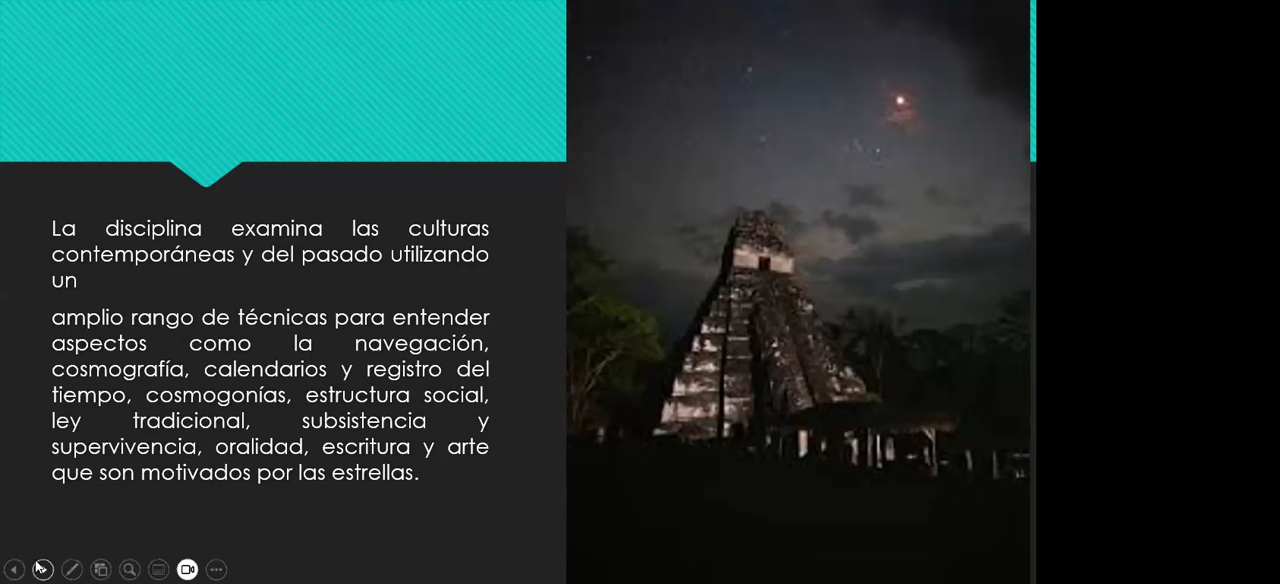 La disciplina examina las culturas
contemporáneas y del pasado utilizando
un
amplio rango de técnicas para entender
aspectos como la navegación,
cosmografía, calendarios y registro del
tiempo, cosmogonías, estructura social,
ley tradicional, subsistencia y
supervivencia, oralidad, escritura y arte
que son motivados por las estrellas.